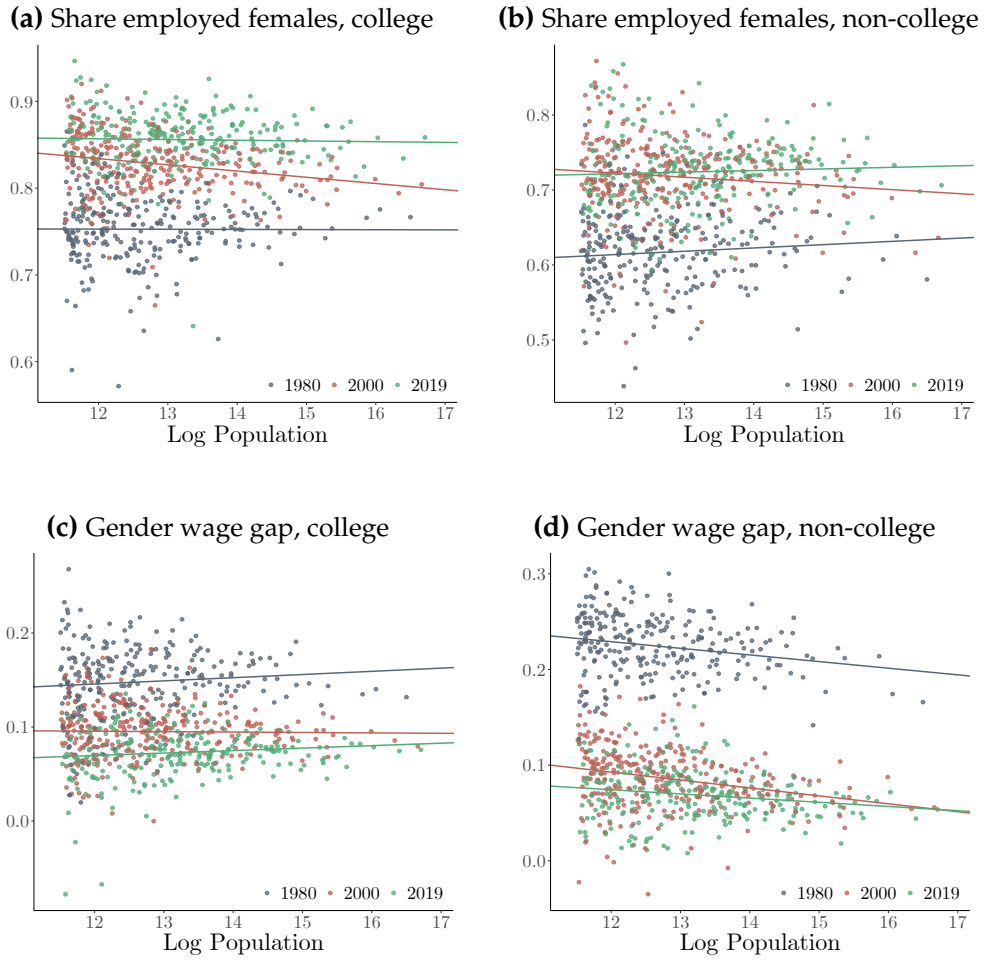 (a) Share employed females, college
0.9
0.8
0.7
0.6
1980 2000 2019
12 13 14 15 16 17
Log Population
(b) Share employed females, non-college
0.8
0.7
0.6
0.5
1980 2000 2019
12 13 14 15 16 17
Log Population
(c) Gender wage gap, college
0.2
0.1
0.0
1980 2000 2019
12 13 14 15 16 17
Log Population
(d) Gender wage gap, non-college
0.3
0.2
0.1
0.0
1980 2000 2019
12 13 14 15 16 17
Log Population